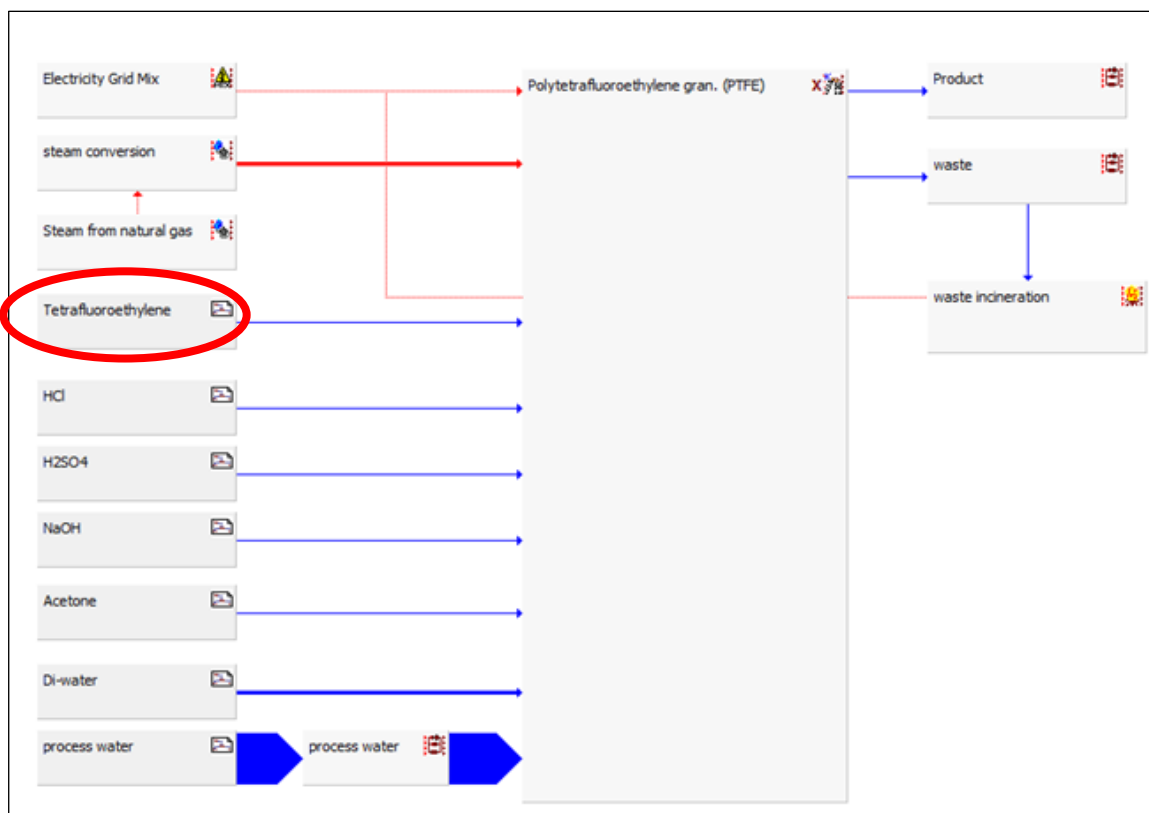 Electricity Grid Mix
Polytetrafluoroethylene gran. (PTFE)
Product
steam conversion
waste
Steam from natural gas
Tetrafluoroethylene
waste incineration
HCl
H2SO4
NaOH
Acetone
Di-water
process water
process water